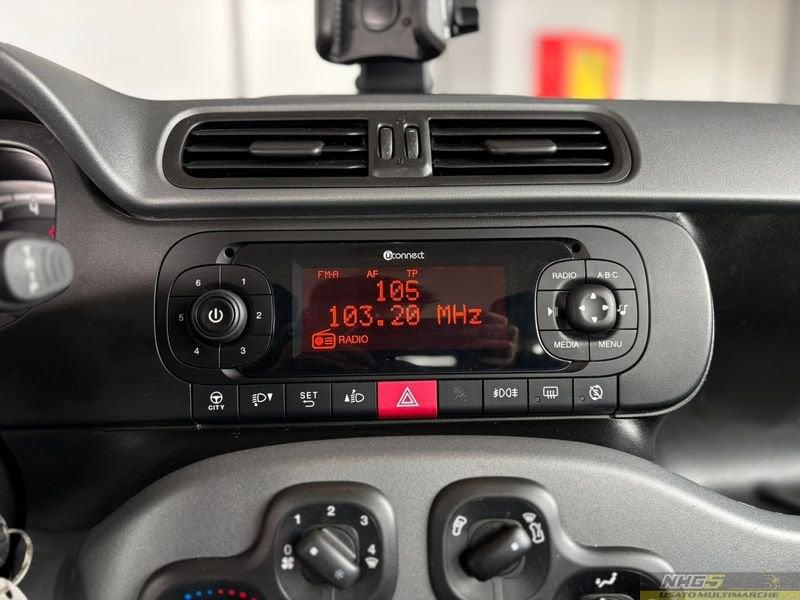 Uconnect
FM-A AF TP
105
103.20 MHz
RADIO
6 1
5 2
4 3
RADIO A·B·C
MEDIA MENU
CITY
SET
0 1 2 3 4
NHG5
USATO MULTIMARCHE